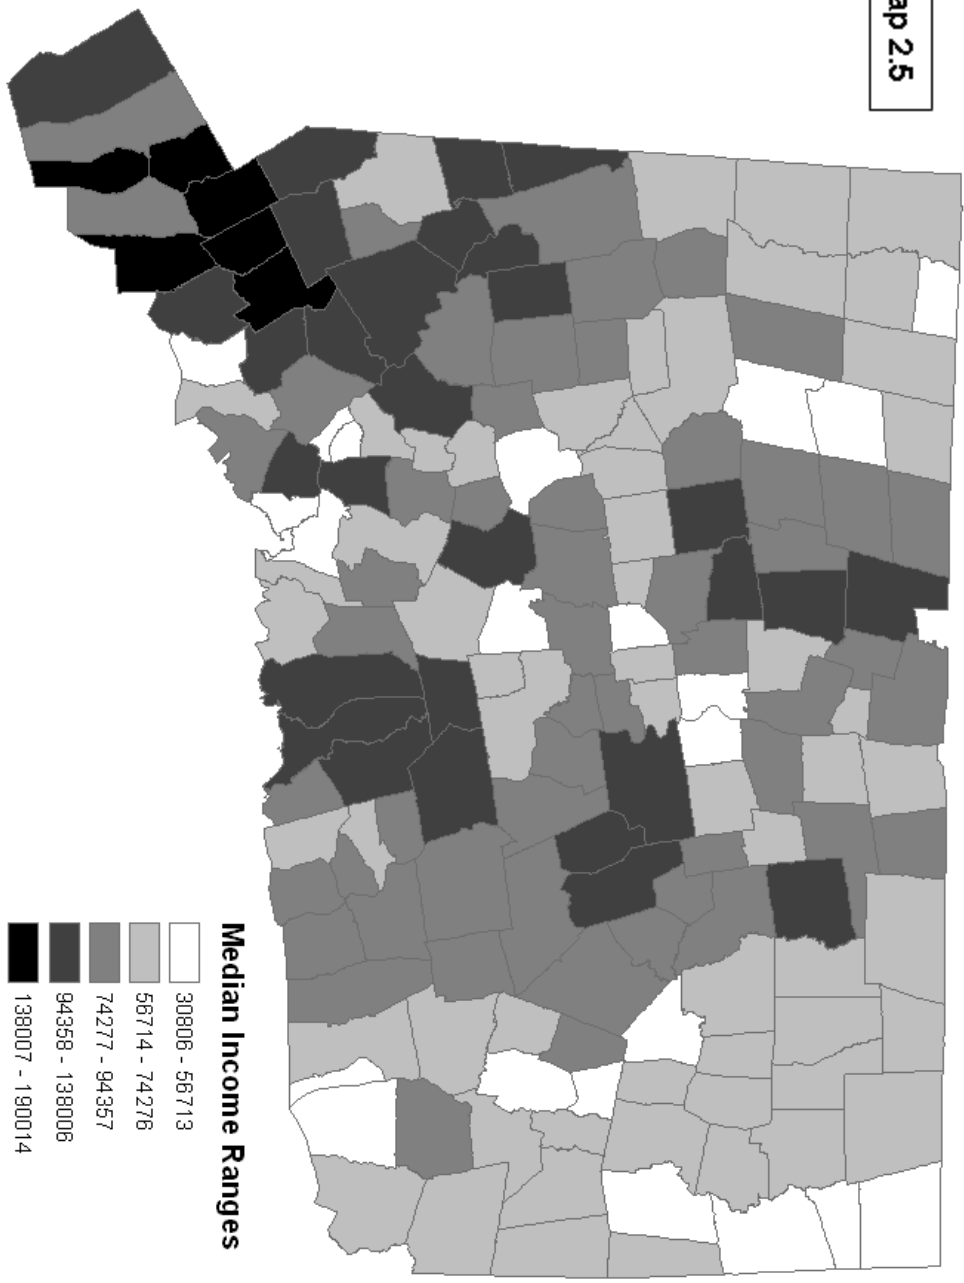 ap 2.5
Median Income Ranges
30806 - 56713
56714 - 74276
74277 - 94357
94358 - 138006
138007 - 190014